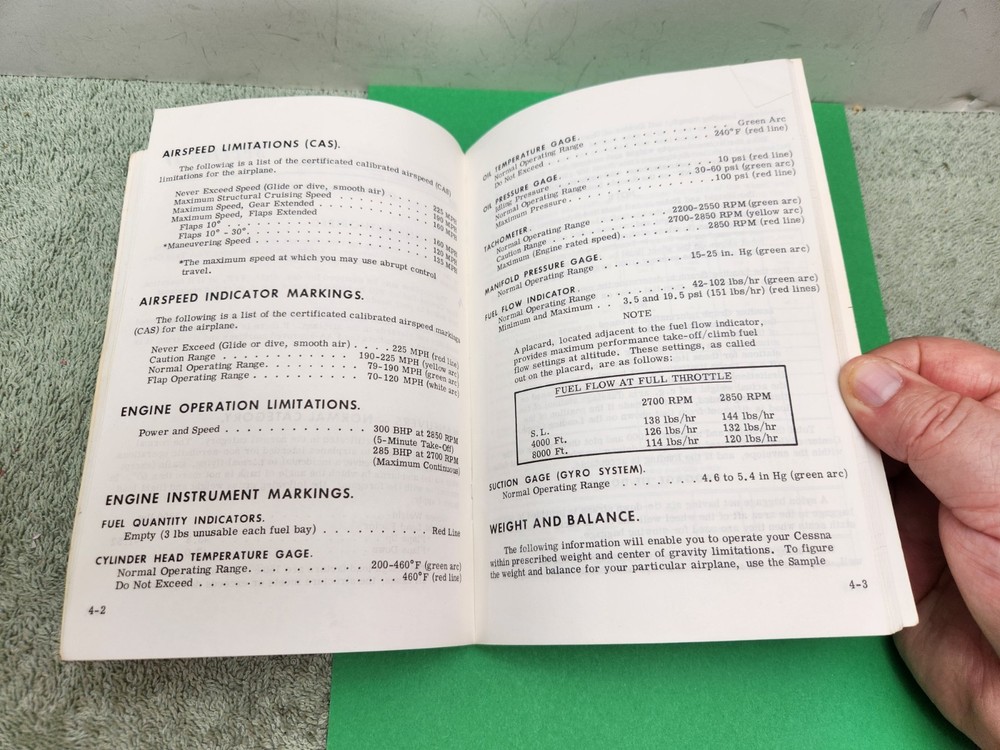 AIRSPEED LIMITATIONS (CAS).
The following is a list of the certificated calibrated airspeed (CAS)
limitations for the airplane.
Never Exceed Speed (Glide or dive, smooth air) . . . . . 225 MPH
Maximum Structural Cruising Speed . . . . . . . . . . 190 MPH
Maximum Speed, Gear Extended . . . . . . . . . . . . 160 MPH
Maximum Speed, Flaps Extended
Flaps 10° . . . . . . . . . . . . . . . . . . . . 160 MPH
Flaps 10° - 30° . . . . . . . . . . . . . . . . . 120 MPH
*Maneuvering Speed . . . . . . . . . . . . . . . . . 135 MPH
*The maximum speed at which you may use abrupt control
travel.
AIRSPEED INDICATOR MARKINGS.
The following is a list of the certificated calibrated airspeed markings
(CAS) for the airplane.
Never Exceed (Glide or dive, smooth air) . . . . . 225 MPH (red line)
Caution Range . . . . . . . . . . . . 190-225 MPH (yellow arc)
Normal Operating Range. . . . . . . . . 79-190 MPH (green arc)
Flap Operating Range . . . . . . . . . . 70-120 MPH (white arc)
ENGINE OPERATION LIMITATIONS.
Power and Speed . . . . . . . . . . . . . 300 BHP at 2850 RPM
(5-Minute Take-Off)
285 BHP at 2700 RPM
(Maximum Continuous)
ENGINE INSTRUMENT MARKINGS.
FUEL QUANTITY INDICATORS.
Empty (3 lbs unusable each fuel bay) . . . . . . . . . Red Line
CYLINDER HEAD TEMPERATURE GAGE.
Normal Operating Range. . . . . . . . . . 200-460°F (green arc)
Do Not Exceed . . . . . . . . . . . . . . . . 460°F (red line)
4-2
OIL TEMPERATURE GAGE.
Normal Operating Range . . . . . . . . . . . . . Green Arc
Do Not Exceed . . . . . . . . . . . . . . . 240°F (red line)
OIL PRESSURE GAGE.
Idling Pressure . . . . . . . . . . . . . . 10 psi (red line)
Normal Operating Range . . . . . . . . . 30-60 psi (green arc)
Maximum Pressure. . . . . . . . . . . . . .100 psi (red line)
TACHOMETER.
Normal Operating Range . . . . . . . 2200-2550 RPM (green arc)
Caution Range . . . . . . . . . . . 2700-2850 RPM (yellow arc)
Maximum (Engine rated speed). . . . . . . . 2850 RPM (red line)
MANIFOLD PRESSURE GAGE.
Normal Operating Range . . . . . . . . 15-25 in. Hg (green arc)
FUEL FLOW INDICATOR.
Normal Operating Range . . . . . . . . 42-102 lbs/hr (green arc)
Minimum and Maximum . . 3.5 and 19.5 psi (151 lbs/hr) (red lines)
NOTE
A placard, located adjacent to the fuel flow indicator,
provides maximum performance take-off/climb fuel
flow settings at altitude. These settings, as called
out on the placard, are as follows:
FUEL FLOW AT FULL THROTTLE
2700 RPM 2850 RPM
S.L. 138 lbs/hr 144 lbs/hr
4000 Ft. 126 lbs/hr 132 lbs/hr
8000 Ft. 114 lbs/hr 120 lbs/hr
SUCTION GAGE (GYRO SYSTEM).
Normal Operating Range . . . . . . . 4.6 to 5.4 in Hg (green arc)
WEIGHT AND BALANCE.
The following information will enable you to operate your Cessna
within prescribed weight and center of gravity limitations. To figure
the weight and balance for your particular airplane, use the Sample
4-3